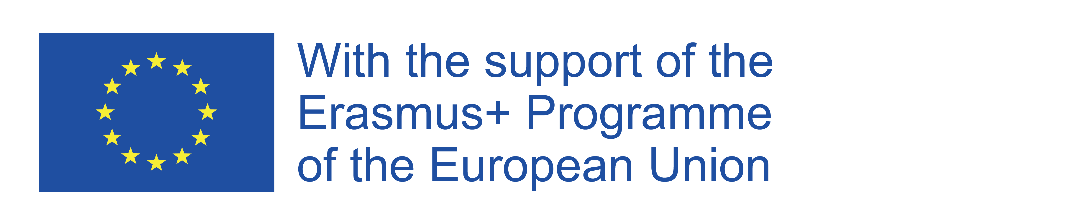 With the support of the
Erasmus+ Programme
of the European Union